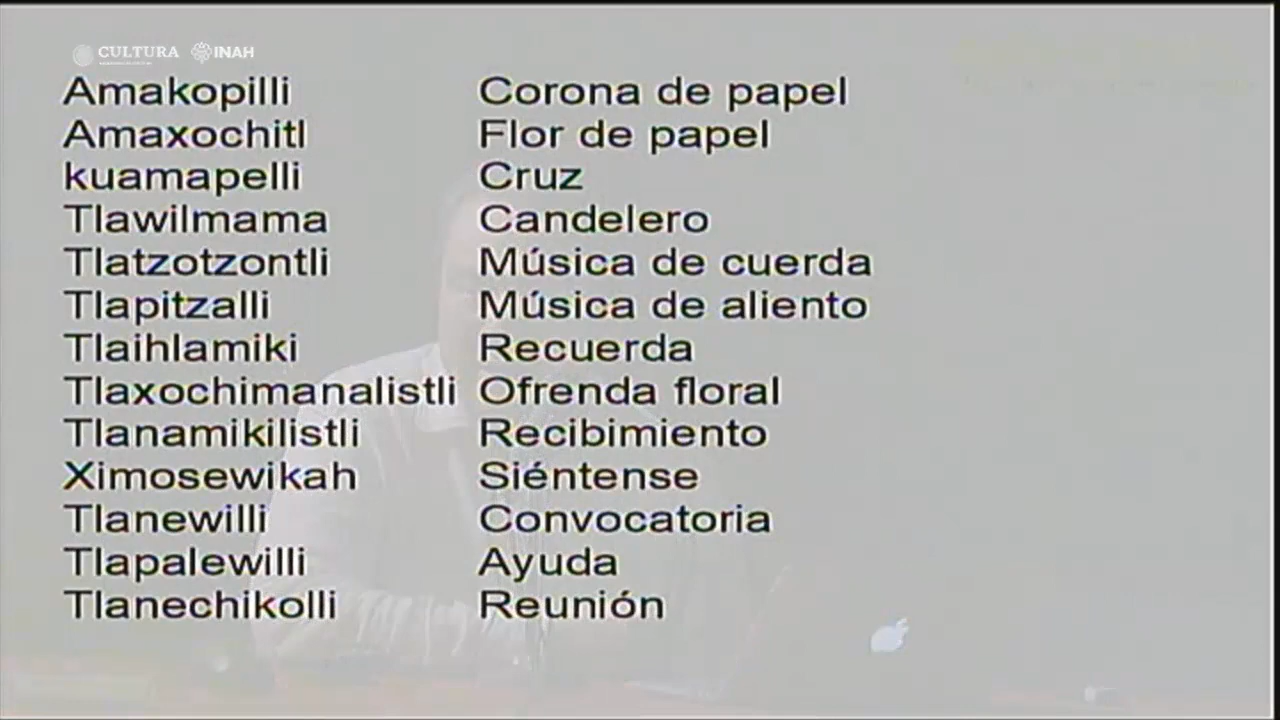 CULTURA INAH
Amakopilli Corona de papel
Amaxochitl Flor de papel
kuamapelli Cruz
Tlawilmama Candelero
Tlatzotzontli Música de cuerda
Tlapitzalli Música de aliento
Tlaihlamiki Recuerda
Tlaxochimanalistli Ofrenda floral
Tlanamikilistli Recibimiento
Ximosewikah Siéntense
Tlanewilli Convocatoria
Tlapalewilli Ayuda
Tlanechikolli Reunión